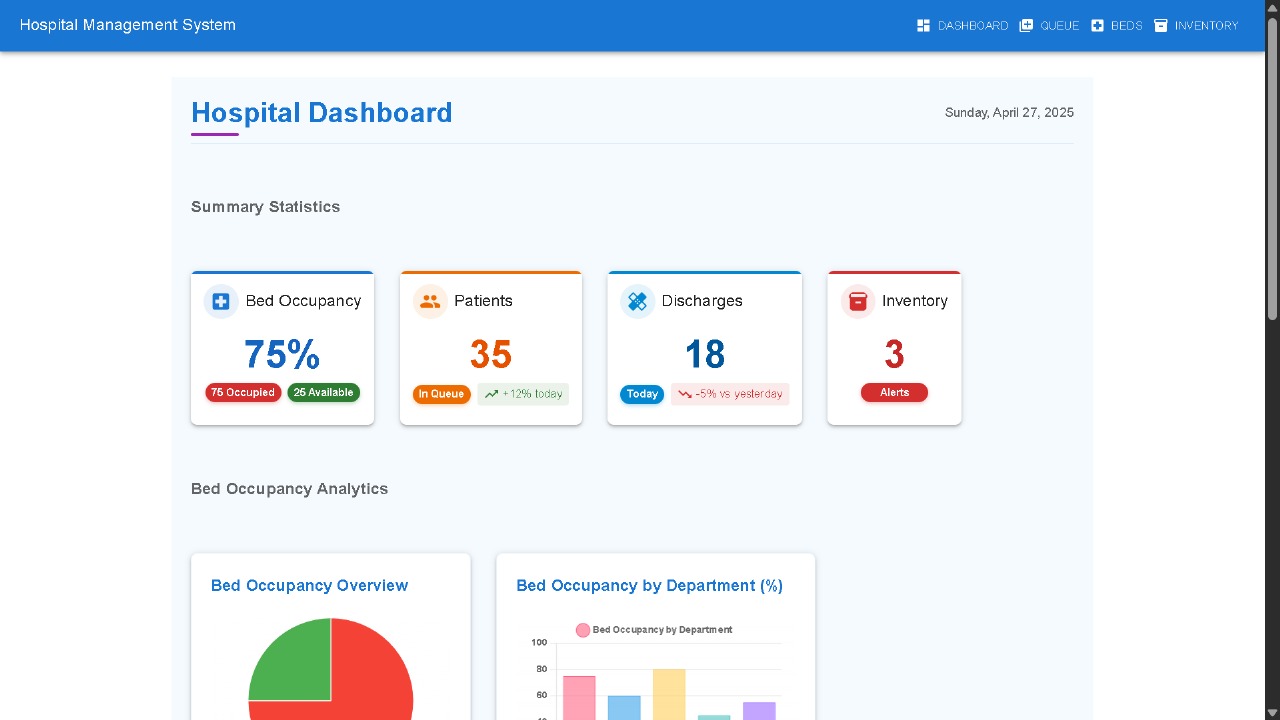 Hospital Management System
DASHBOARD QUEUE BEDS INVENTORY
Hospital Dashboard
Sunday, April 27, 2025
Summary Statistics
Bed Occupancy
75%
75 Occupied 25 Available
Patients
35
In Queue +12% today
Discharges
18
Today -5% vs yesterday
Inventory
3
Alerts
Bed Occupancy Analytics
Bed Occupancy Overview
Bed Occupancy by Department (%)
Bed Occupancy by Department
100
80
60